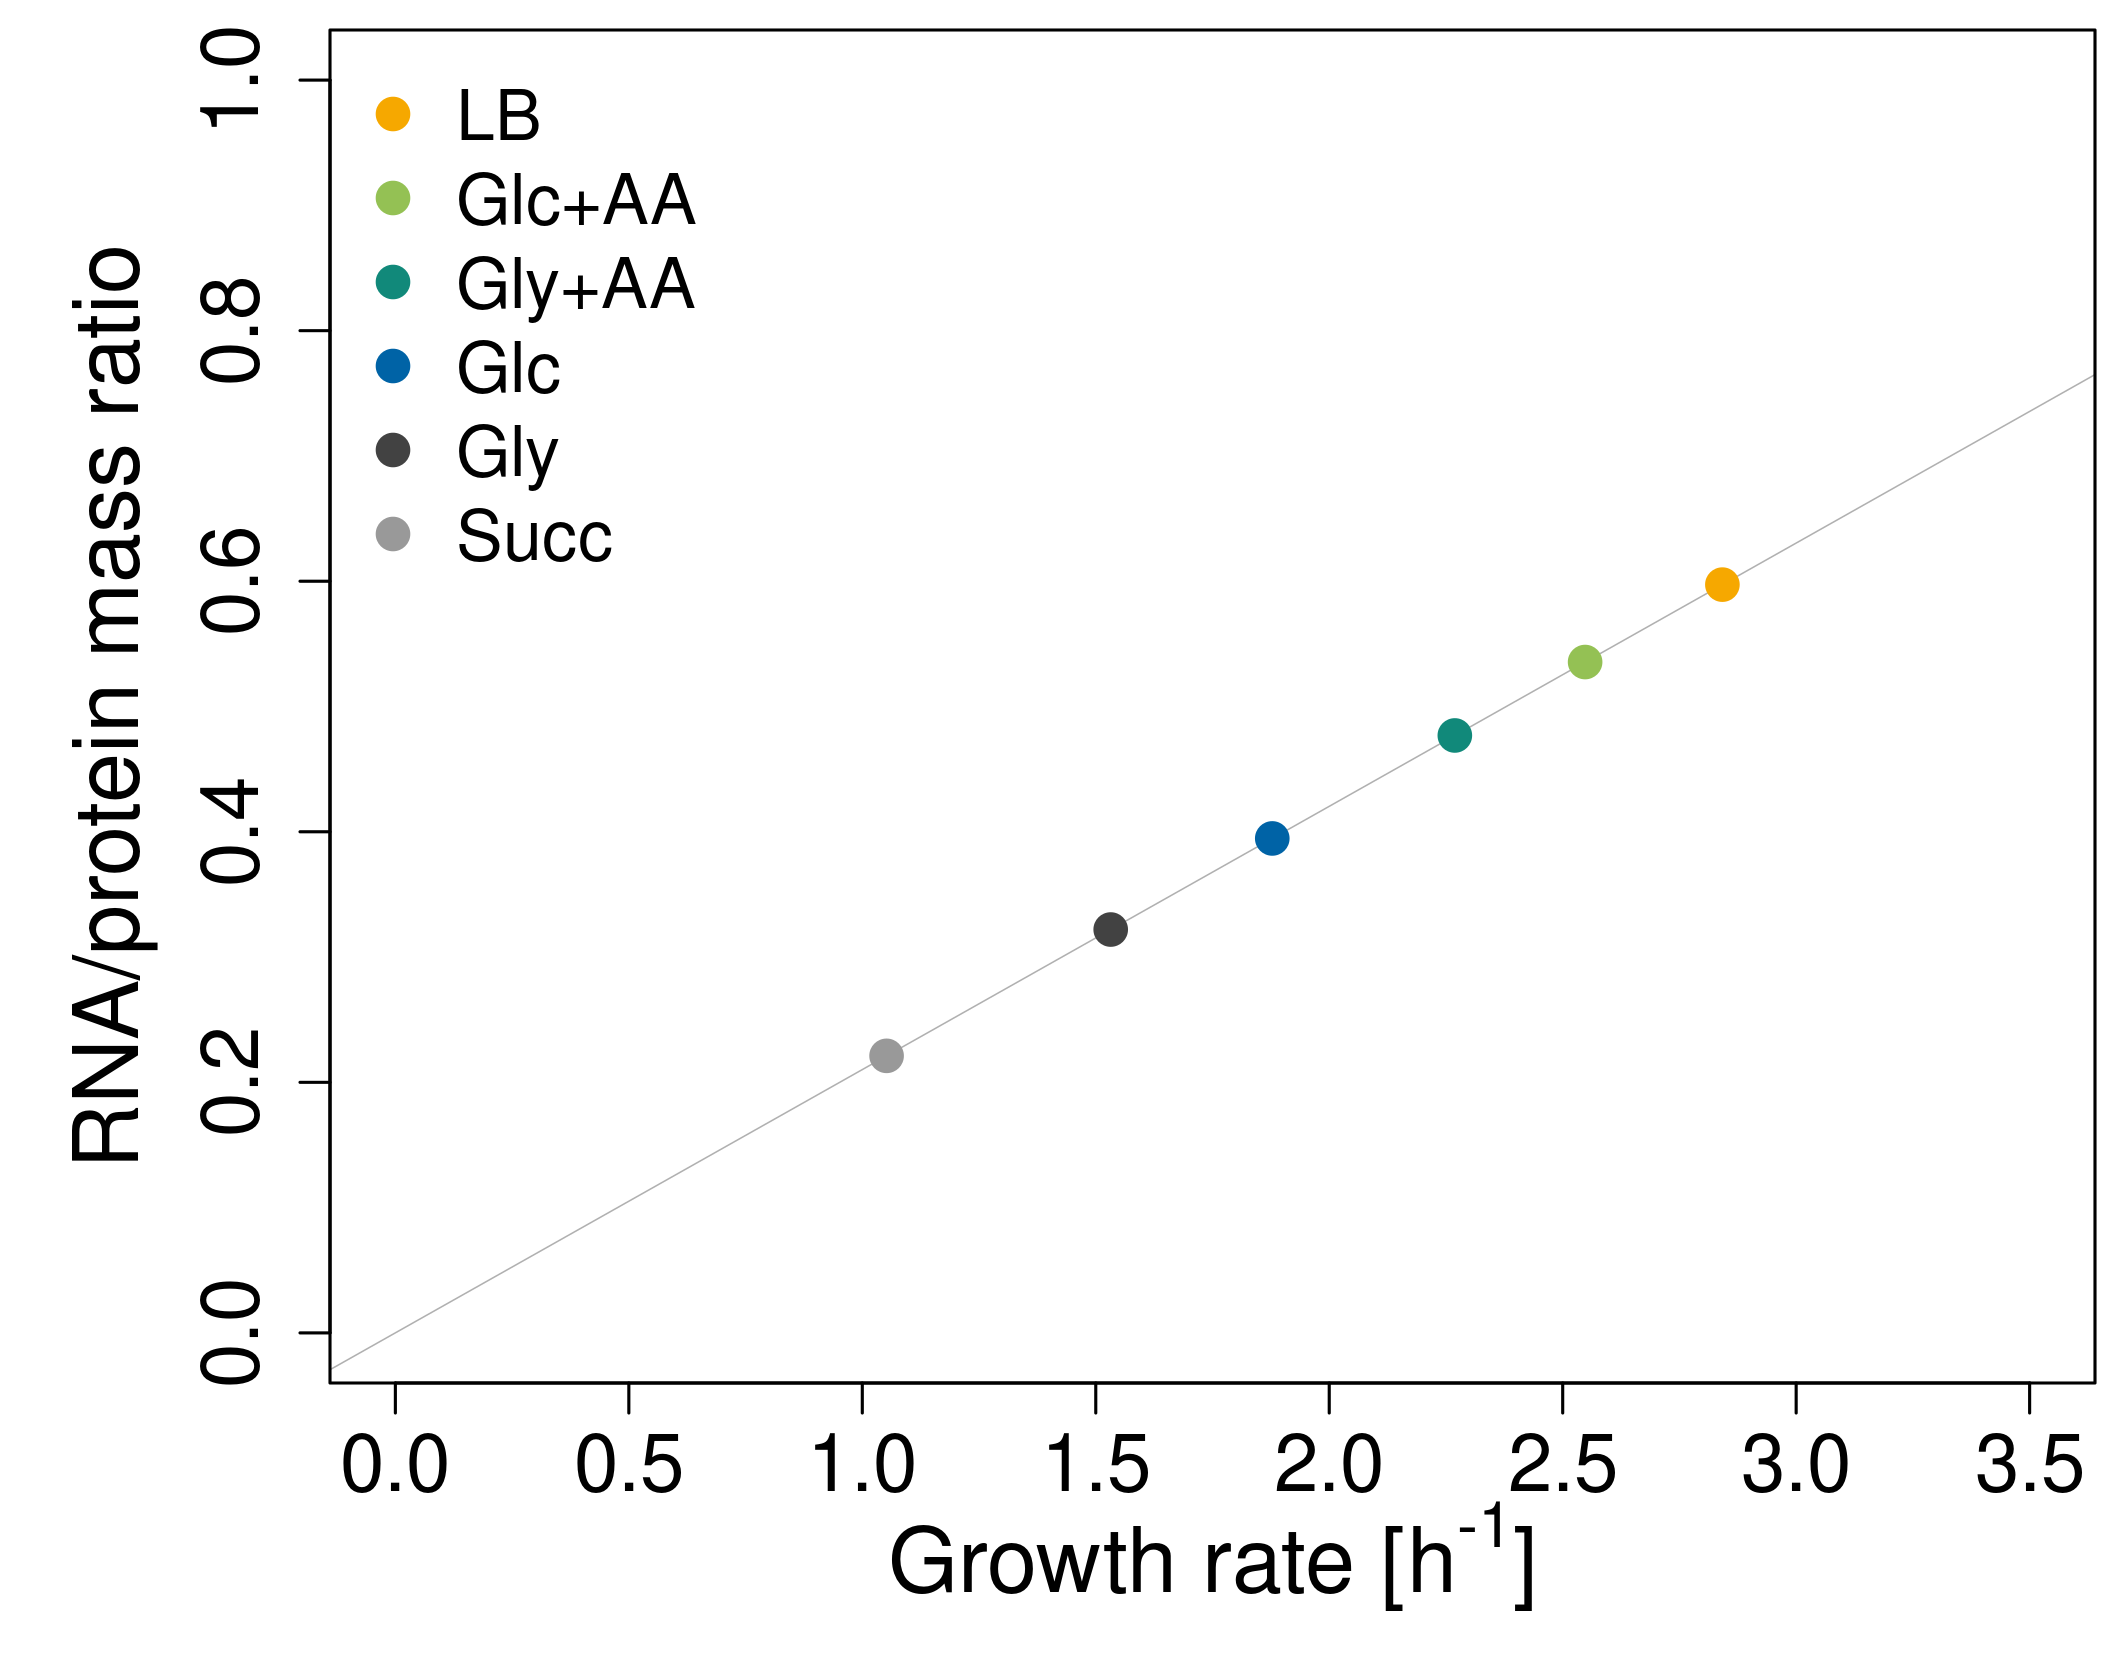 RNA/protein mass ratio
1.0
0.8
0.6
0.4
0.2
0.0
LB
Glc+AA
Gly+AA
Glc
Gly
Succ
0.0 0.5 1.0 1.5 2.0 2.5 3.0 3.5
Growth rate [h⁻¹]